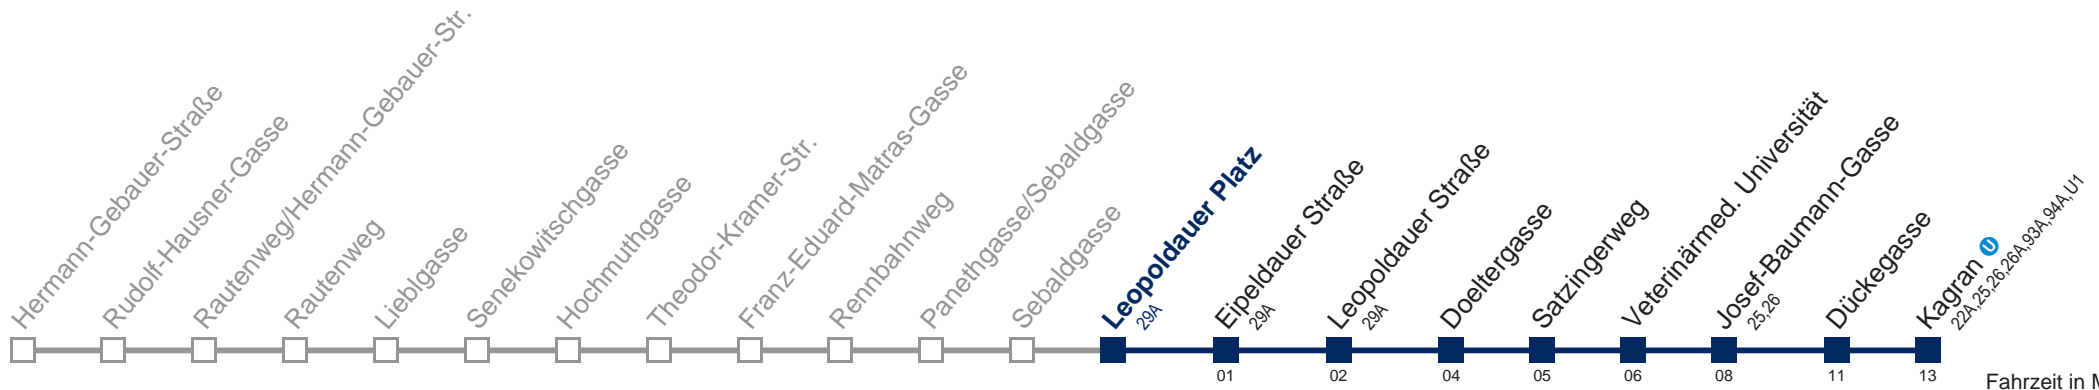 Hermann-Gebauer-Straße
Rudolf-Hausner-Gasse
Rautenweg/Hermann-Gebauer-Str.
Rautenweg
Lieblgasse
Senekowitschgasse
Hochmuthgasse
Theodor-Kramer-Str.
Franz-Eduard-Matras-Gasse
Rennbahnweg
Panethgasse/Sebaldgasse
Sebaldgasse
Leopoldauer Platz
29A
Eipeldauer Straße
29A
Leopoldauer Straße
29A
Doeltergasse
Satzingerweg
Veterinärmed. Universität
Josef-Baumann-Gasse
25,26
Dückegasse
Kagran U
22A,25,26,26A,93A,94A,U1
01 02 04 05 06 08 11 13
Fahrzeit in M